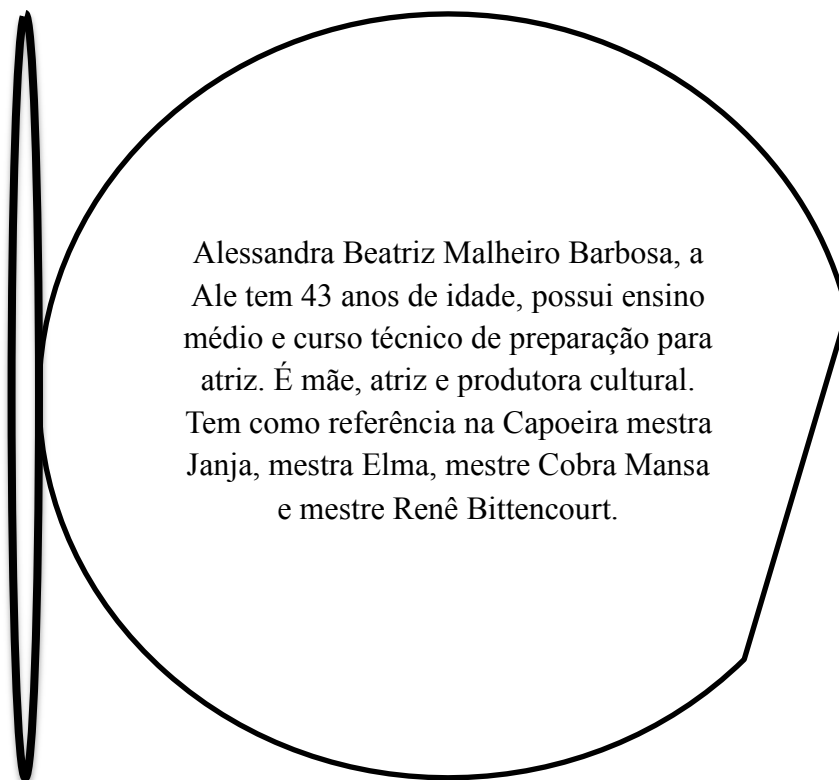 Alessandra Beatriz Malheiro Barbosa, a
Ale tem 43 anos de idade, possui ensino
médio e curso técnico de preparação para
atriz. É mãe, atriz e produtora cultural.
Tem como referência na Capoeira mestra
Janja, mestra Elma, mestre Cobra Mansa
e mestre Renê Bittencourt.